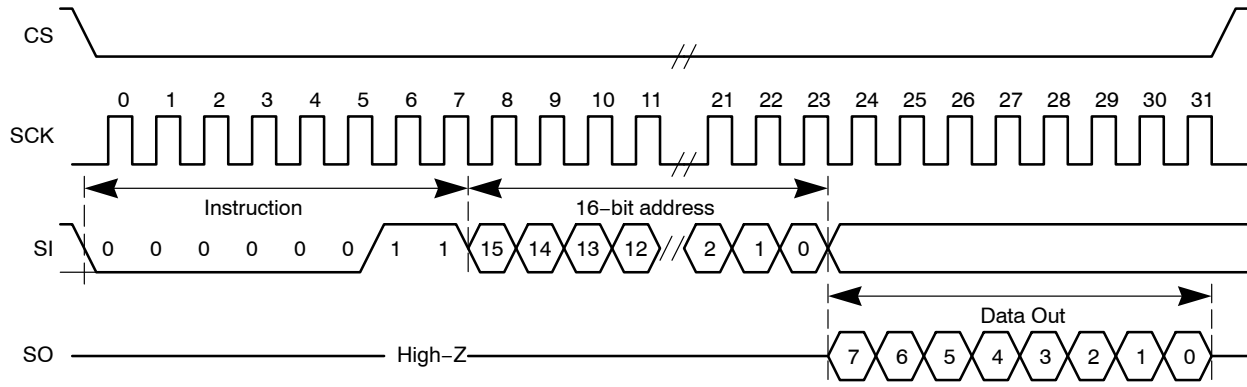 CS
0 1 2 3 4 5 6 7 8 9 10 11 21 22 23 24 25 26 27 28 29 30 31
SCK
Instruction 16−bit address
SI 0 0 0 0 0 0 1 1 15 14 13 12 2 1 0
Data Out
SO High−Z 7 6 5 4 3 2 1 0